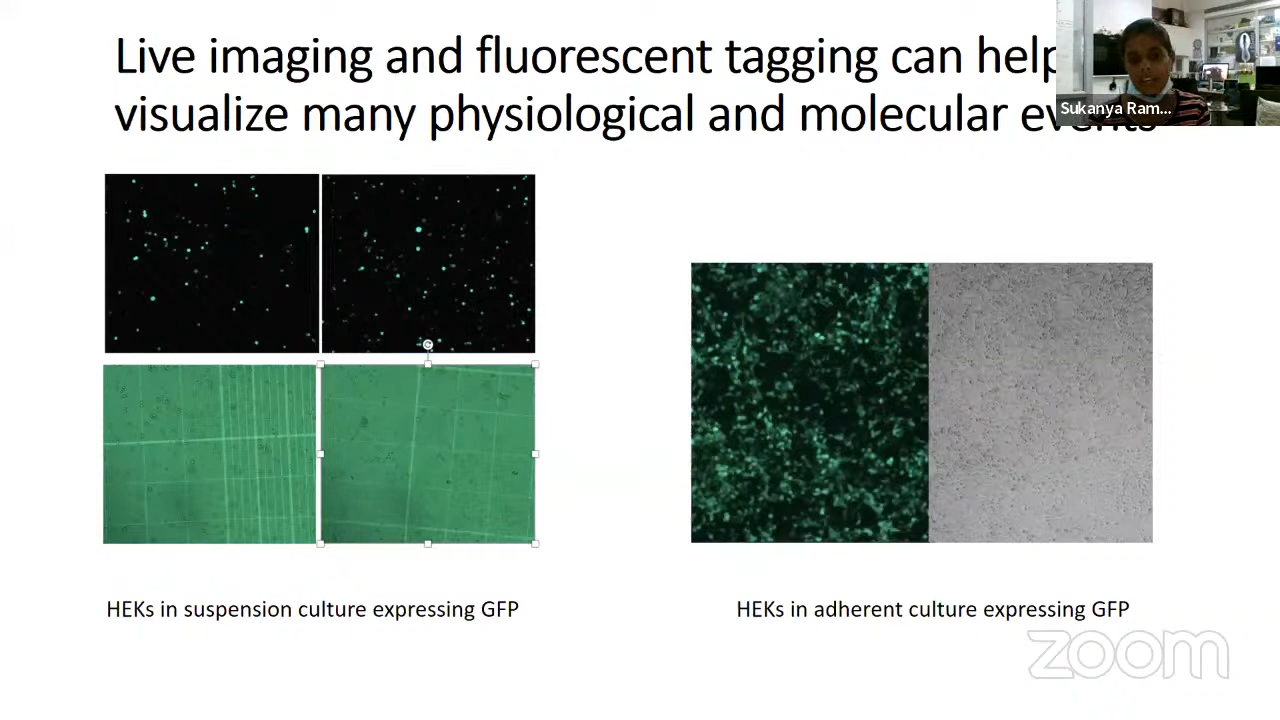 Live imaging and fluorescent tagging can help
visualize many physiological and molecular events
Sukanya Ram...
HEKs in suspension culture expressing GFP
HEKs in adherent culture expressing GFP
zoom